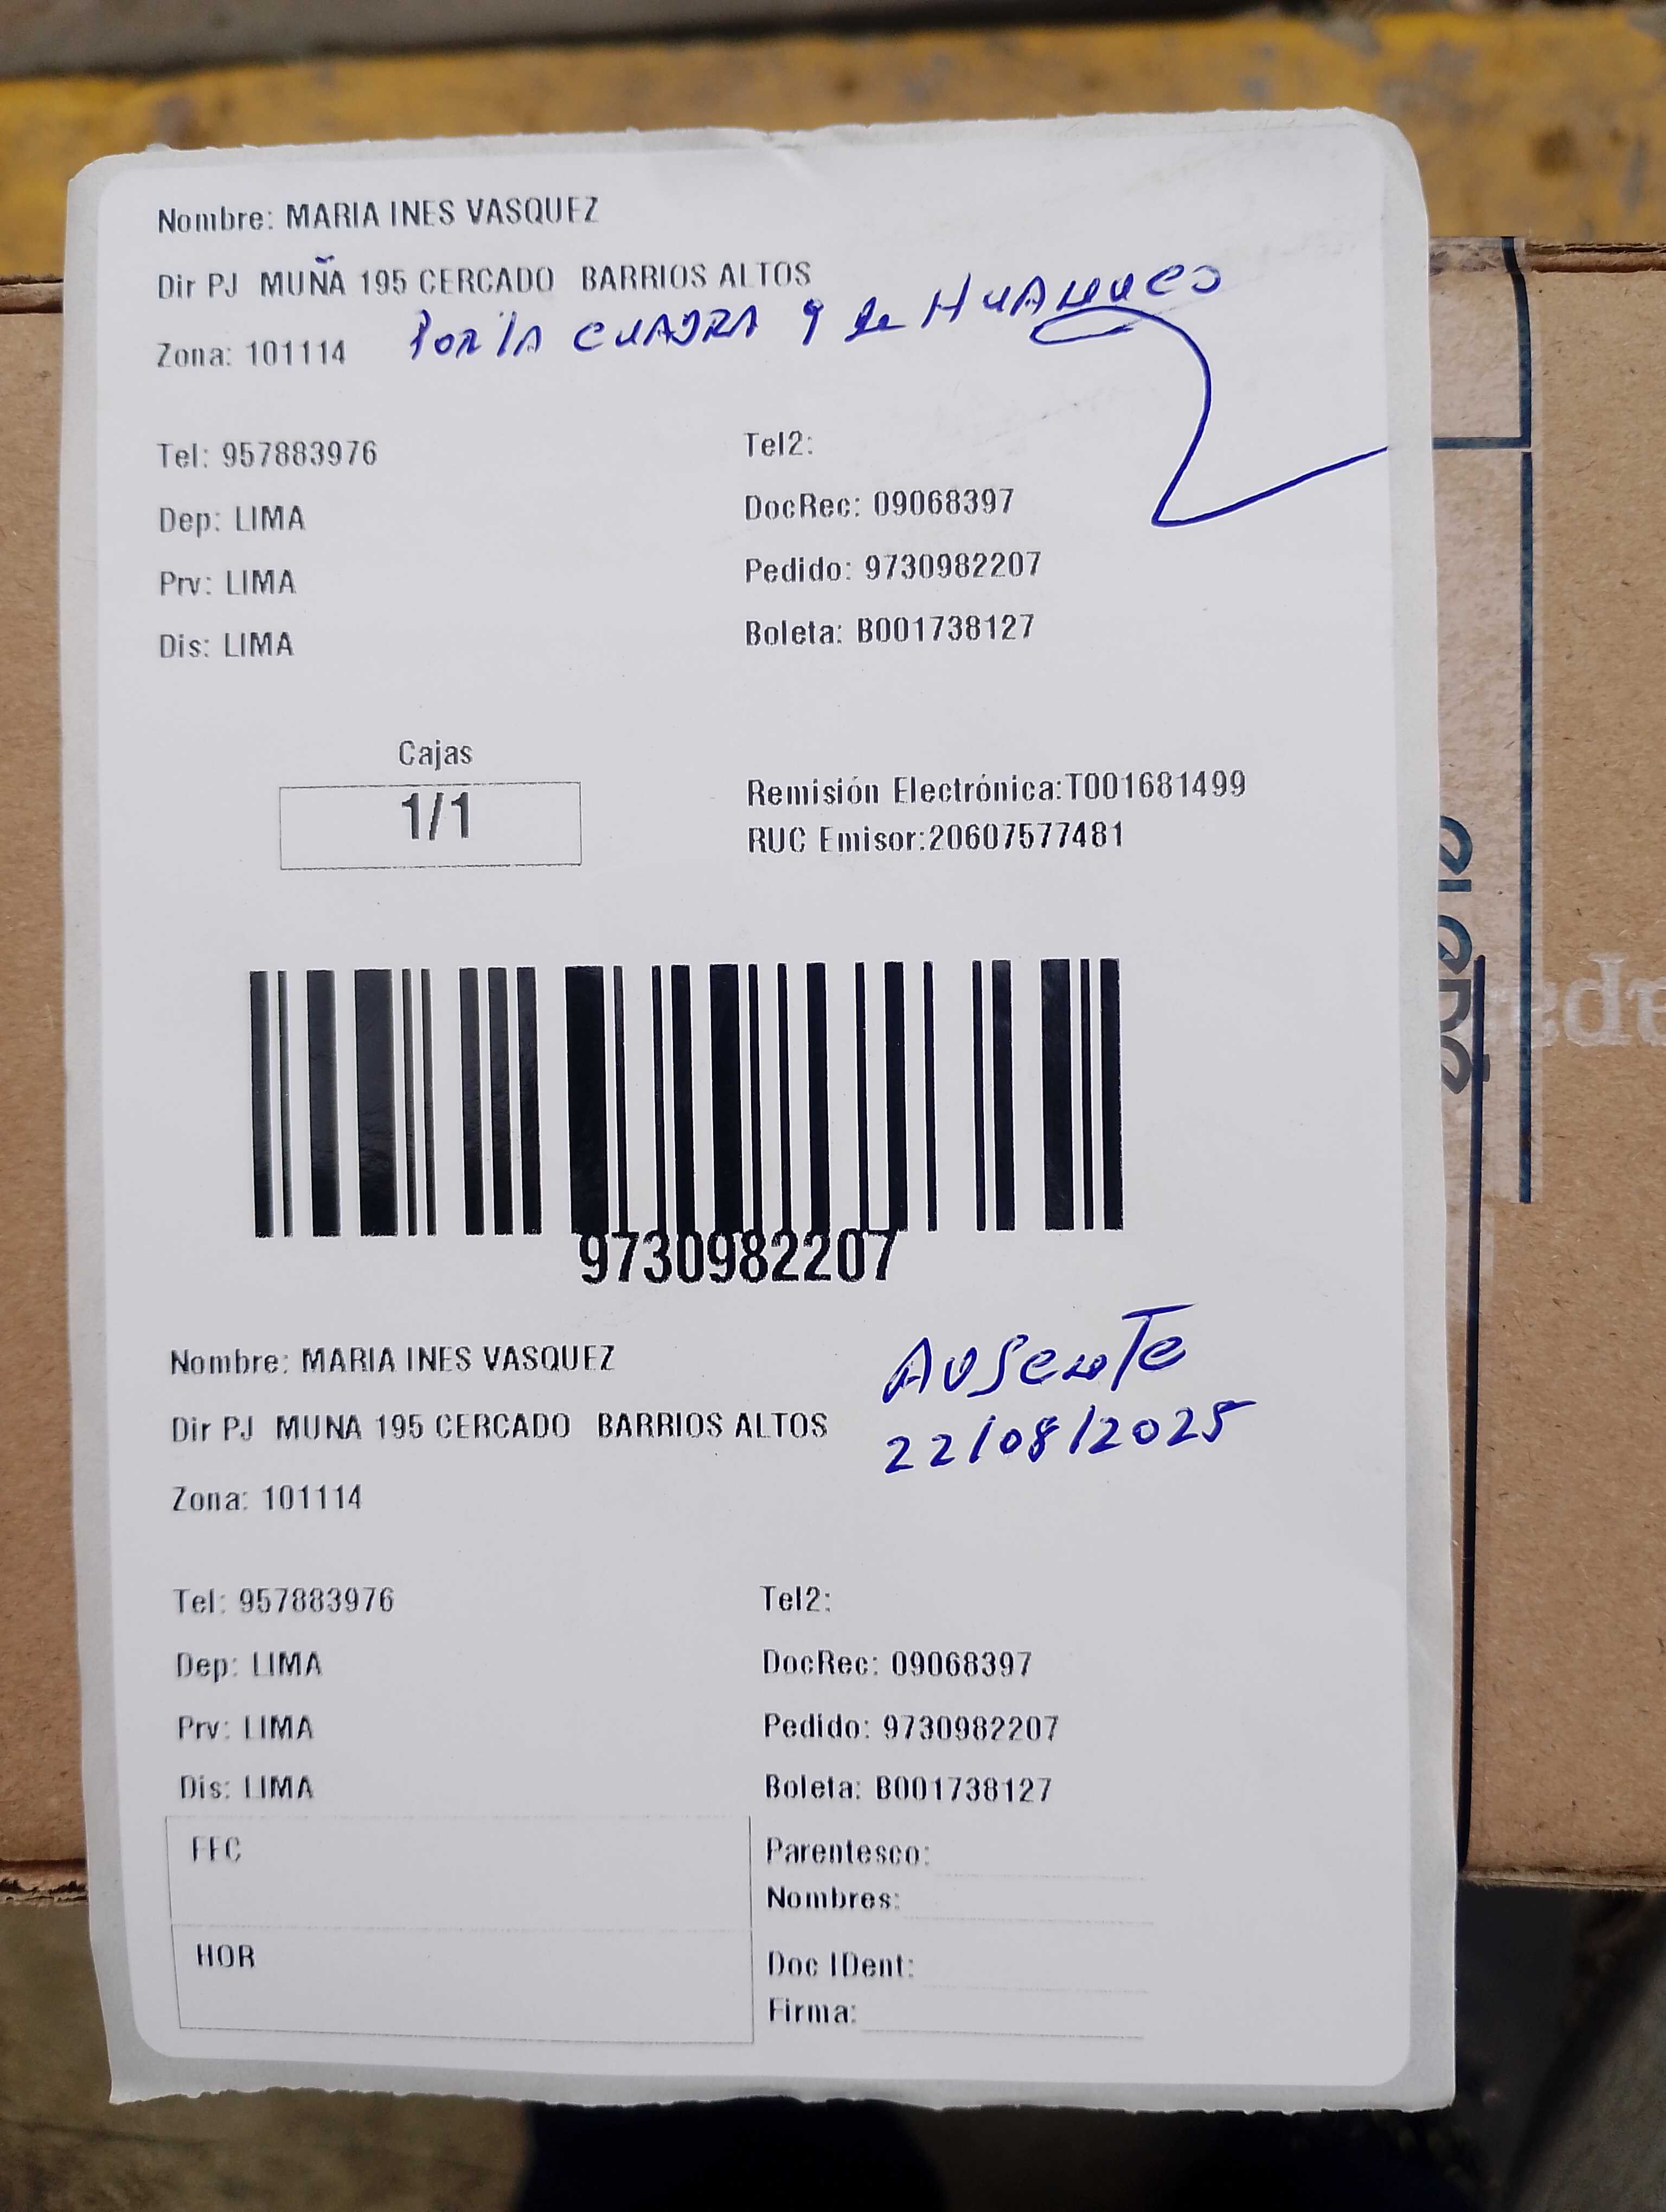 Nombre: MARIA INES VASQUEZ
Dir PJ MUÑA 195 CERCADO BARRIOS ALTOS
Zona: 101114 Por lA CUADRA 9 de HUANUCO
Tel: 957883976 Tel2:
Dep: LIMA DocRec: 09068397
Prv: LIMA Pedido: 9730982207
Dis: LIMA Boleta: B001738127
Cajas
1/1
Remisión Electrónica:T001681499
RUC Emisor:20607577481
9730982207
Nombre: MARIA INES VASQUEZ
AUSenTe
Dir PJ MUNA 195 CERCADO BARRIOS ALTOS
22/08/2025
Zona: 101114
Tel: 957883976 Tel2:
Dep: LIMA DocRec: 09068397
Prv: LIMA Pedido: 9730982207
Dis: LIMA Boleta: B001738127
FEC
HOR
Parentesco:
Nombres:
Doc IDent:
Firma: